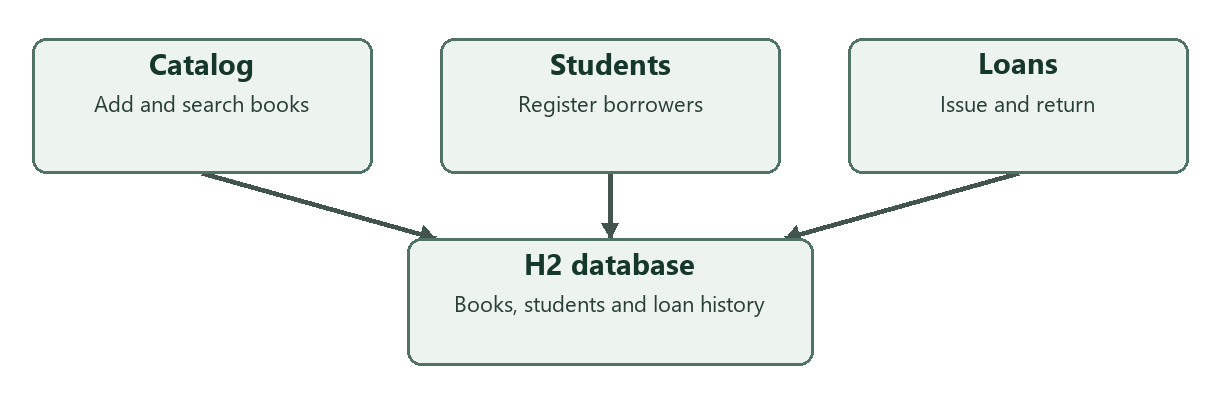 Catalog
Add and search books
Students
Register borrowers
Loans
Issue and return
H2 database
Books, students and loan history